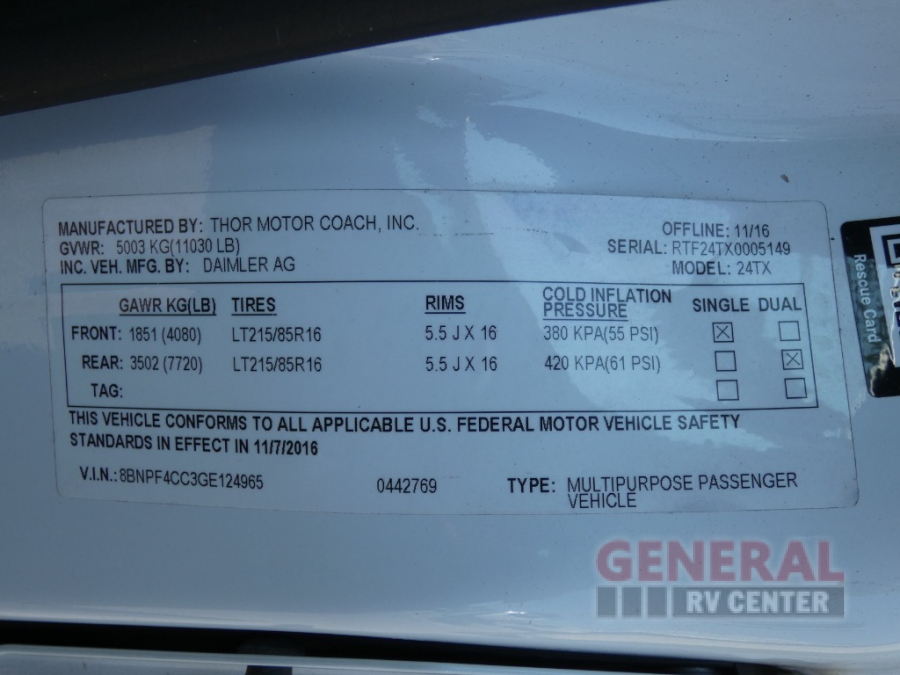 MANUFACTURED BY: THOR MOTOR COACH, INC. OFFLINE: 11/16
GVWR: 5003 KG(11030 LB) SERIAL: RTF24TX0005149
INC. VEH. MFG. BY: DAIMLER AG MODEL: 24TX
GAWR KG(LB) TIRES RIMS COLD INFLATION PRESSURE SINGLE DUAL
FRONT: 1851 (4080) LT215/85R16 5.5 J X 16 380 KPA(55 PSI) ☒ ☐
REAR: 3502 (7720) LT215/85R16 5.5 J X 16 420 KPA(61 PSI) ☐ ☒
TAG: ☐ ☐
THIS VEHICLE CONFORMS TO ALL APPLICABLE U.S. FEDERAL MOTOR VEHICLE SAFETY
STANDARDS IN EFFECT IN 11/7/2016
V.I.N.: 8BNPF4CC3GE124965 0442769 TYPE: MULTIPURPOSE PASSENGER
VEHICLE
Rescue Card
GENERAL
RV CENTER